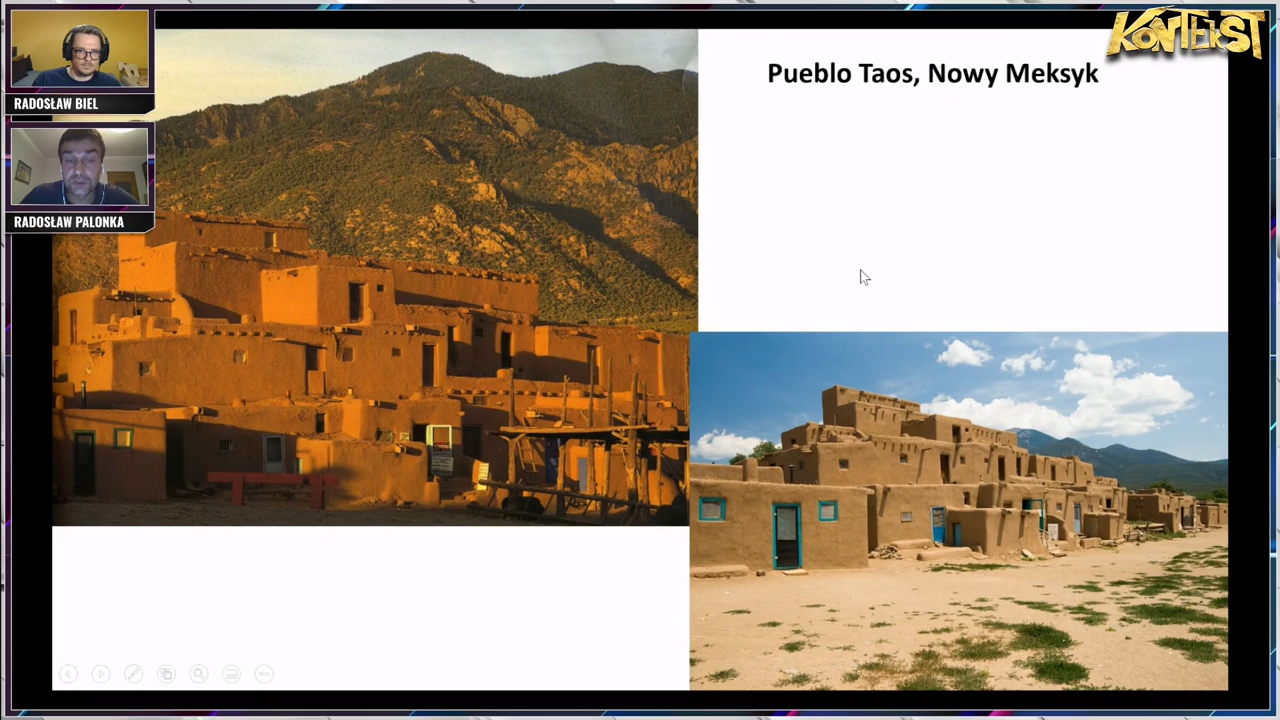 KONTEKST
Pueblo Taos, Nowy Meksyk
RADOSŁAW BIEL
RADOSŁAW PALONKA